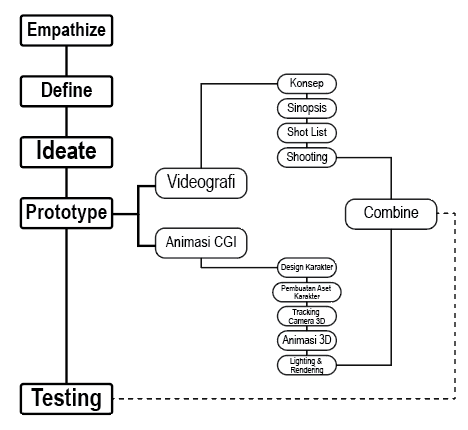 Empathize
Define
Ideate
Prototype
Testing
Videografi
Animasi CGI
Konsep
Sinopsis
Shot List
Shooting
Design Karakter
Pembuatan Aset
Karakter
Tracking
Camera 3D
Animasi 3D
Lighting &
Rendering
Combine